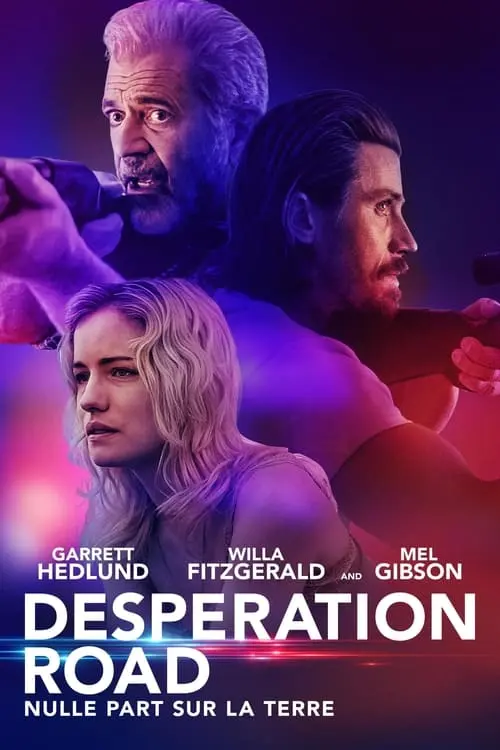 GARRETT HEDLUND
WILLA FITZGERALD
AND
MEL GIBSON
DESPERATION
ROAD
NULLE PART SUR LA TERRE